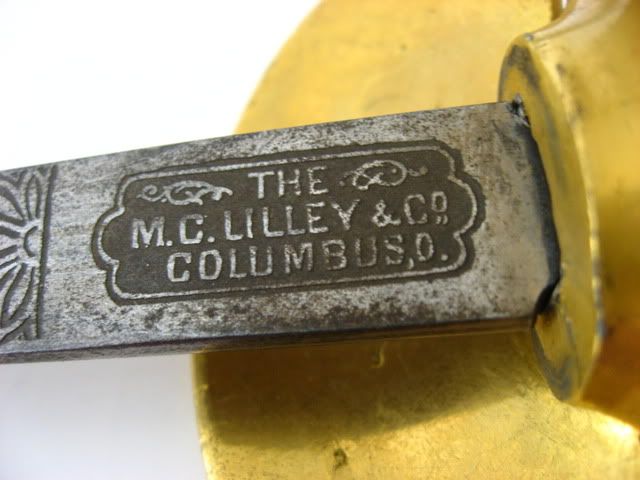 THE
M.C. LILLEY & CO.
COLUMBUS, O.